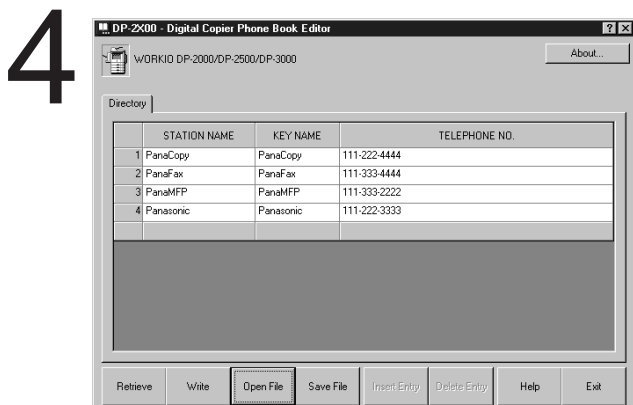 4
DP-2X00 - Digital Copier Phone Book Editor
WORKIO DP-2000/DP-2500/DP-3000
About...
Directory
STATION NAME KEY NAME TELEPHONE NO.
1 PanaCopy PanaCopy 111-222-4444
2 PanaFax PanaFax 111-333-4444
3 PanaMFP PanaMFP 111-333-2222
4 Panasonic Panasonic 111-222-3333
Retrieve Write Open File Save File Insert Entry Delete Entry Help Exit